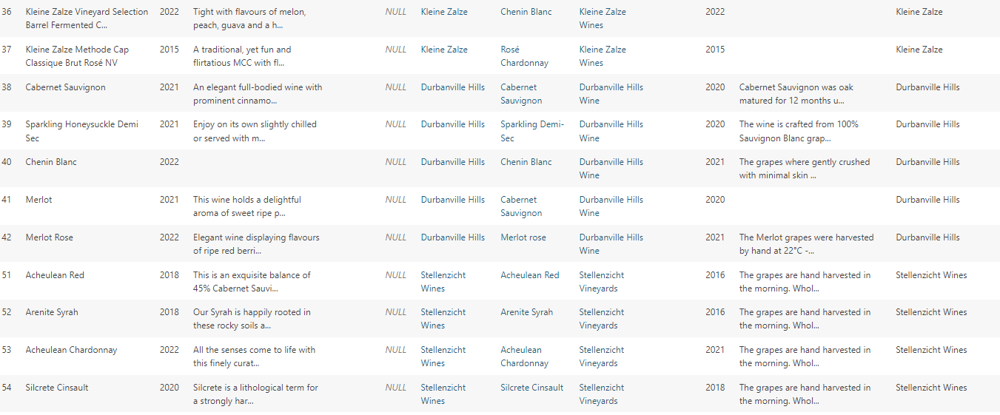 36 Kleine Zalze Vineyard Selection 2022 Tight with flavours of melon, NULL Kleine Zalze Chenin Blanc Kleine Zalze 2022 Kleine Zalze
Barrel Fermented C... peach, guava and a h... Wines
37 Kleine Zalze Methode Cap 2015 A traditional, yet fun and NULL Kleine Zalze Rosé Kleine Zalze 2015 Kleine Zalze
Classique Brut Rosé NV flirtatious MCC with fl... Chardonnay Wines
38 Cabernet Sauvignon 2021 An elegant full-bodied wine with NULL Durbanville Hills Cabernet Durbanville Hills 2020 Cabernet Sauvignon was oak Durbanville Hills
prominent cinnamo... Sauvignon Wine matured for 12 months u...
39 Sparkling Honeysuckle Demi 2021 Enjoy on its own slightly chilled NULL Durbanville Hills Sparkling Demi- Durbanville Hills 2020 The wine is crafted from 100% Durbanville Hills
Sec or served with m... Sec Wine Sauvignon Blanc grap...
40 Chenin Blanc 2022 NULL Durbanville Hills Chenin Blanc Durbanville Hills 2021 The grapes where gently crushed Durbanville Hills
Wine with minimal skin ...
41 Merlot 2021 This wine holds a delightful NULL Durbanville Hills Cabernet Durbanville Hills 2020 Durbanville Hills
aroma of sweet ripe p... Sauvignon Wine
42 Merlot Rose 2022 Elegant wine displaying flavours NULL Durbanville Hills Merlot rose Durbanville Hills 2021 The Merlot grapes were harvested Durbanville Hills
of ripe red berri... Wine by hand at 22°C -...
51 Acheulean Red 2018 This is an exquisite balance of NULL Stellenzicht Acheulean Red Stellenzicht 2016 The grapes are hand harvested in Stellenzicht Wines
45% Cabernet Sauvi... Wines Vineyards the morning. Whol...
52 Arenite Syrah 2018 Our Syrah is happily rooted in NULL Stellenzicht Arenite Syrah Stellenzicht 2016 The grapes are hand harvested in Stellenzicht Wines
these rocky soils a... Wines Vineyards the morning. Whol...
53 Acheulean Chardonnay 2022 All the senses come to life with NULL Stellenzicht Acheulean Stellenzicht 2021 The grapes are hand harvested in Stellenzicht Wines
this finely curat... Wines Chardonnay Vineyards the morning. Whol...
54 Silcrete Cinsault 2020 Silcrete is a lithological term for NULL Stellenzicht Silcrete Cinsault Stellenzicht 2018 The grapes are hand harvested in Stellenzicht Wines
a strongly har... Wines Vineyards the morning. Whol...